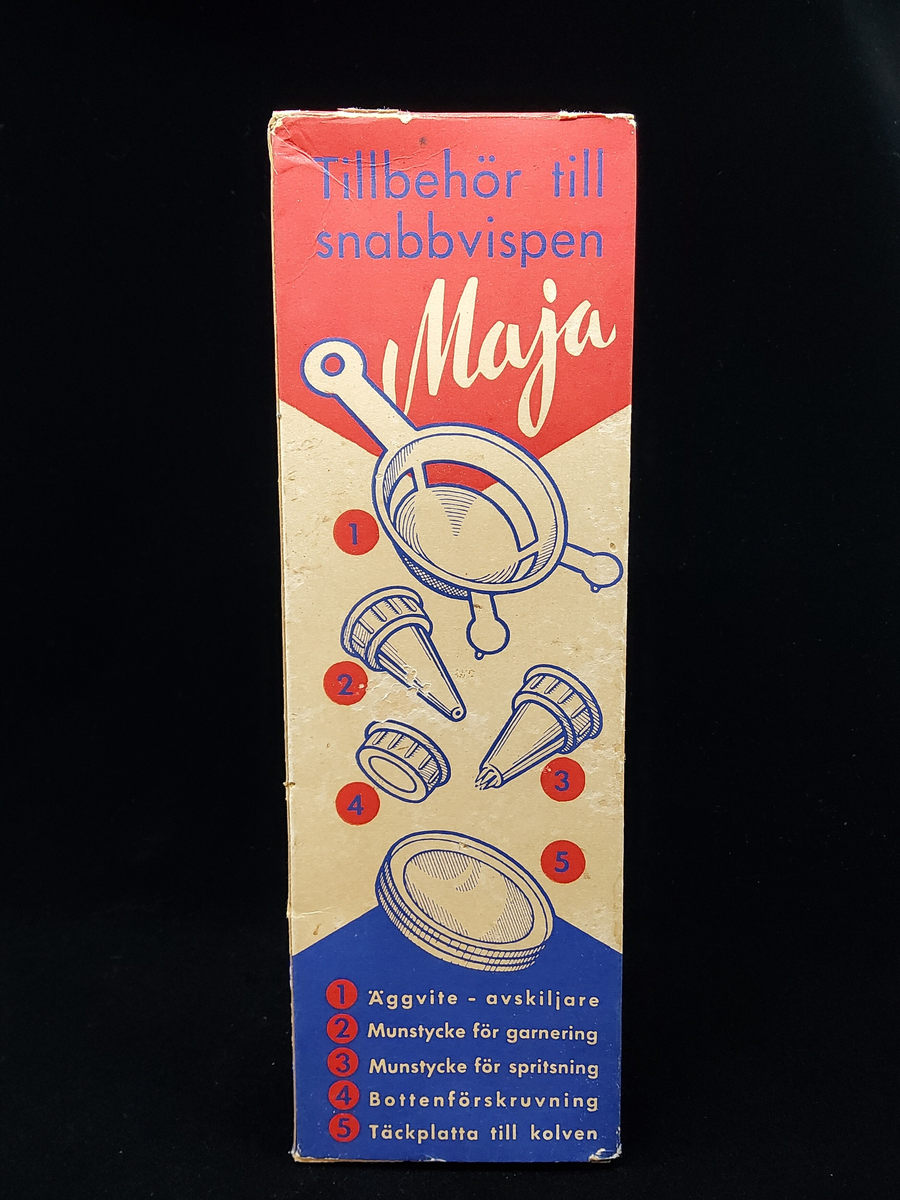 Tillbehör till
snabbvispen
Maja
1
2
3
4
5
1 Äggvite - avskiljare
2 Munstycke för garnering
3 Munstycke för spritsning
4 Bottenförskruvning
5 Täckplatta till kolven